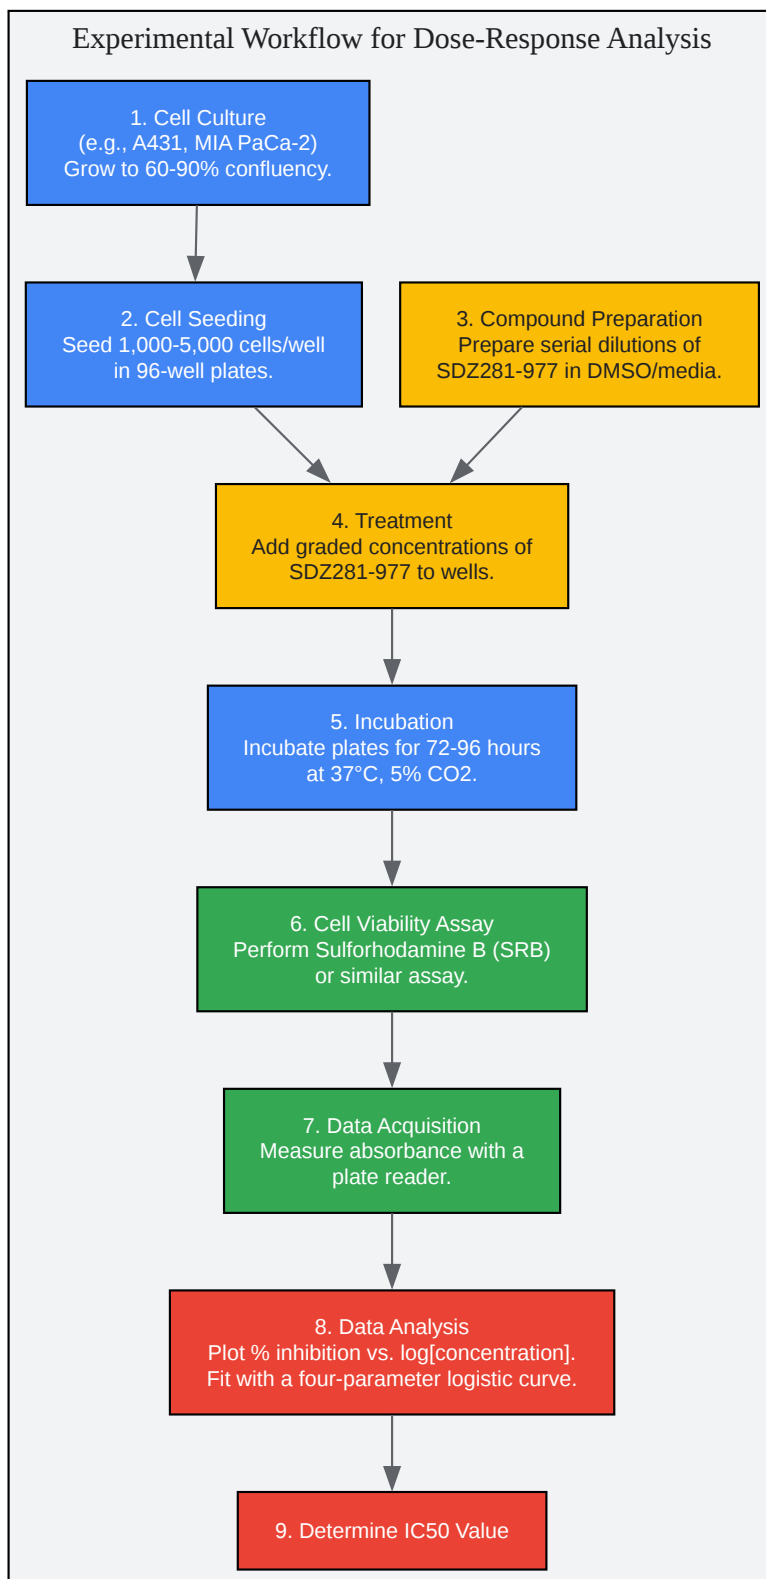 Experimental Workflow for Dose-Response Analysis
1. Cell Culture
(e.g., A431, MIA PaCa-2)
Grow to 60-90% confluency.
2. Cell Seeding
Seed 1,000-5,000 cells/well
in 96-well plates.
3. Compound Preparation
Prepare serial dilutions of
SDZ281-977 in DMSO/media.
4. Treatment
Add graded concentrations of
SDZ281-977 to wells.
5. Incubation
Incubate plates for 72-96 hours
at 37°C, 5% CO2.
6. Cell Viability Assay
Perform Sulforhodamine B (SRB)
or similar assay.
7. Data Acquisition
Measure absorbance with a
plate reader.
8. Data Analysis
Plot % inhibition vs. log[concentration].
Fit with a four-parameter logistic curve.
9. Determine IC50 Value